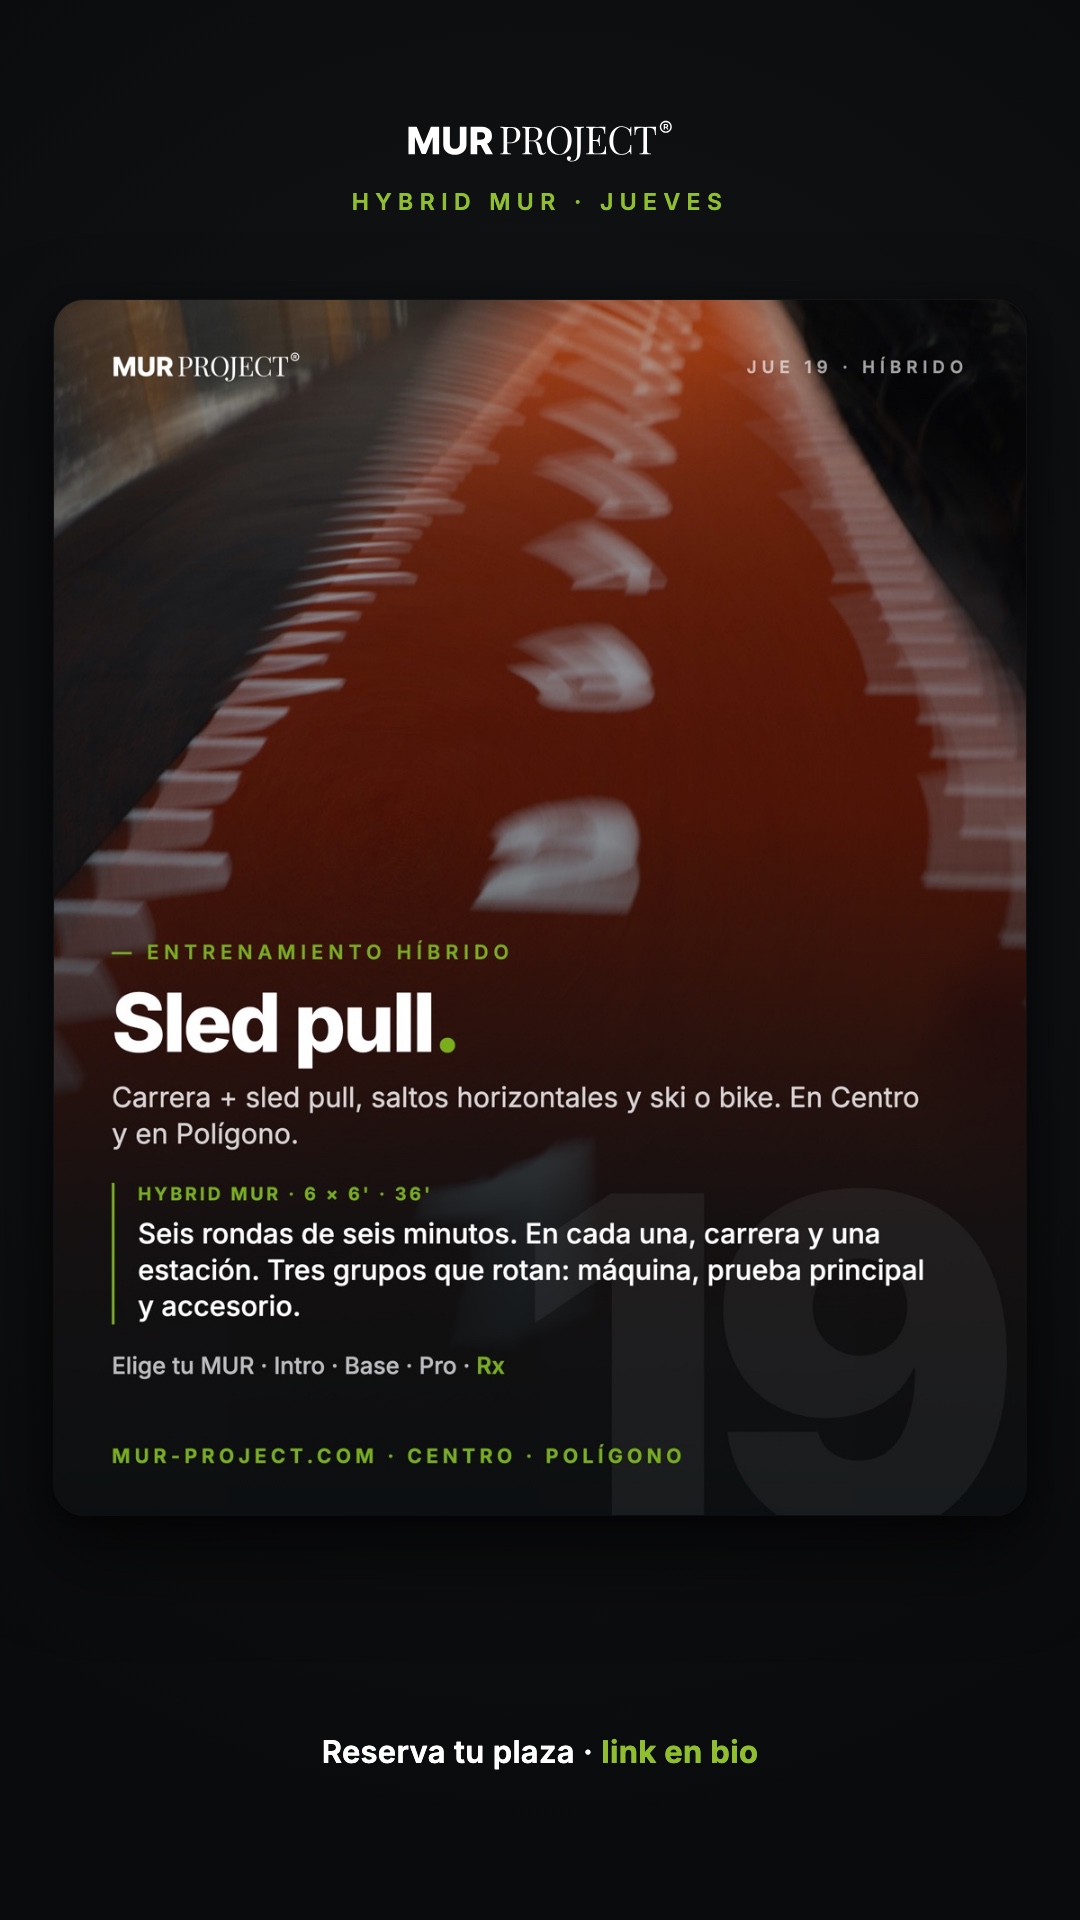 MUR PROJECT®
HYBRID MUR · JUEVES
MUR PROJECT®
JUE 19 · HÍBRIDO
— ENTRENAMIENTO HÍBRIDO
Sled pull.
Carrera + sled pull, saltos horizontales y ski o bike. En Centro
y en Polígono.
HYBRID MUR · 6 × 6' · 36'
Seis rondas de seis minutos. En cada una, carrera y una
estación. Tres grupos que rotan: máquina, prueba principal
y accesorio.
Elige tu MUR · Intro · Base · Pro · Rx
19
MUR-PROJECT.COM · CENTRO · POLÍGONO
Reserva tu plaza · link en bio